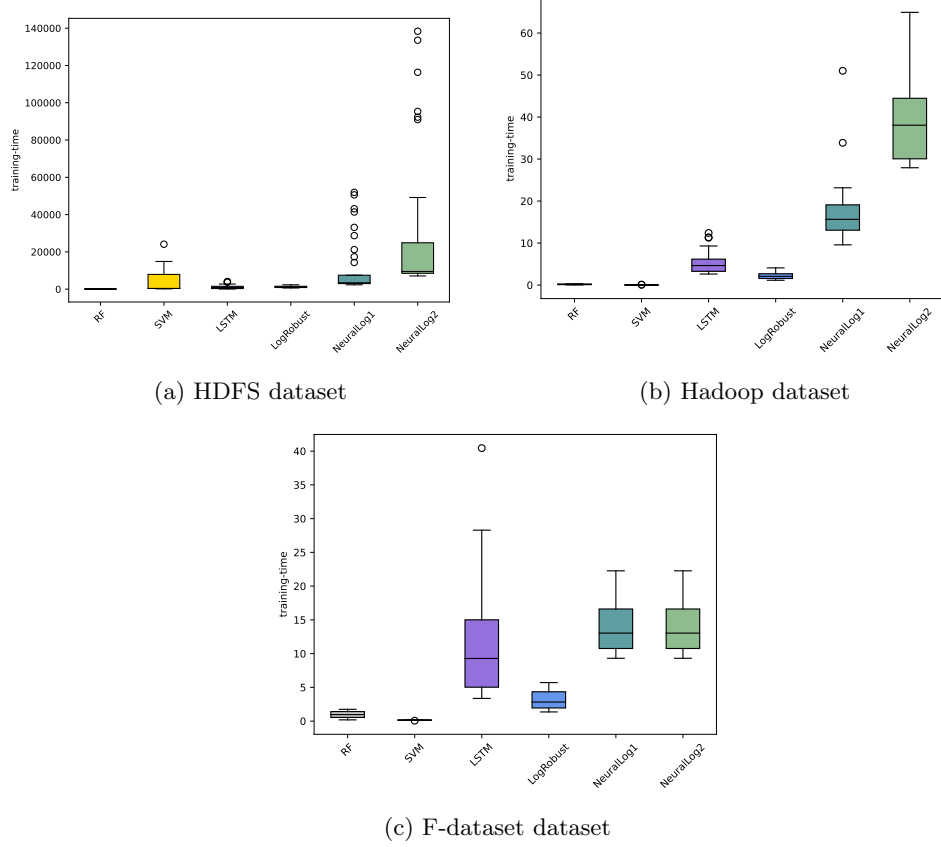 140000
120000
100000
80000
60000
40000
20000
0
training-time
RF
SVM
LSTM
LogRobust
NeuralLog1
NeuralLog2
(a) HDFS dataset
60
50
40
30
20
10
0
training-time
RF
SVM
LSTM
LogRobust
NeuralLog1
NeuralLog2
(b) Hadoop dataset
40
35
30
25
20
15
10
5
0
training-time
RF
SVM
LSTM
LogRobust
NeuralLog1
NeuralLog2
(c) F-dataset dataset